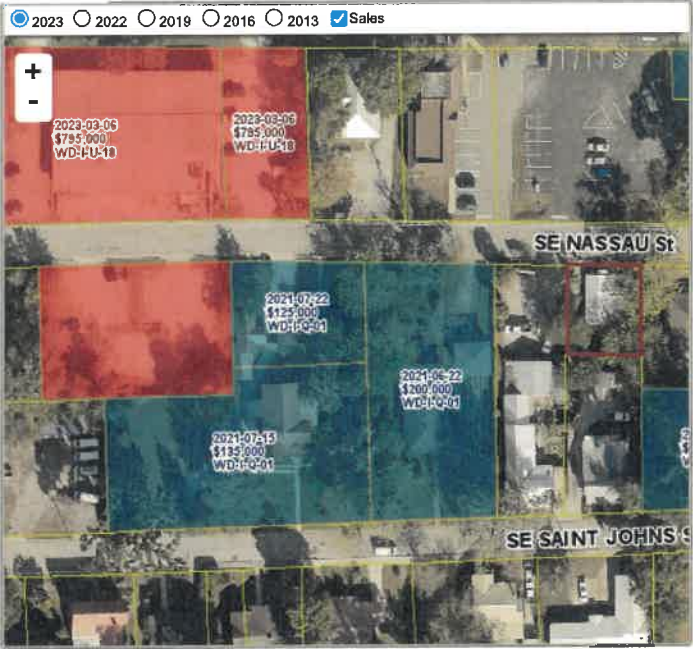 2023 2022 2019 2016 2013 Sales
+
-
2023-03-06
$795,000
WD-I-U-18
2023-03-06
$795,000
WD-I-U-18
SE NASSAU St
2021-07-22
$125,000
WD-I-Q-01
2021-06-22
$200,000
WD-I-Q-01
2021-07-15
$135,000
WD-I-Q-01
2
$
SE SAINT JOHNS S